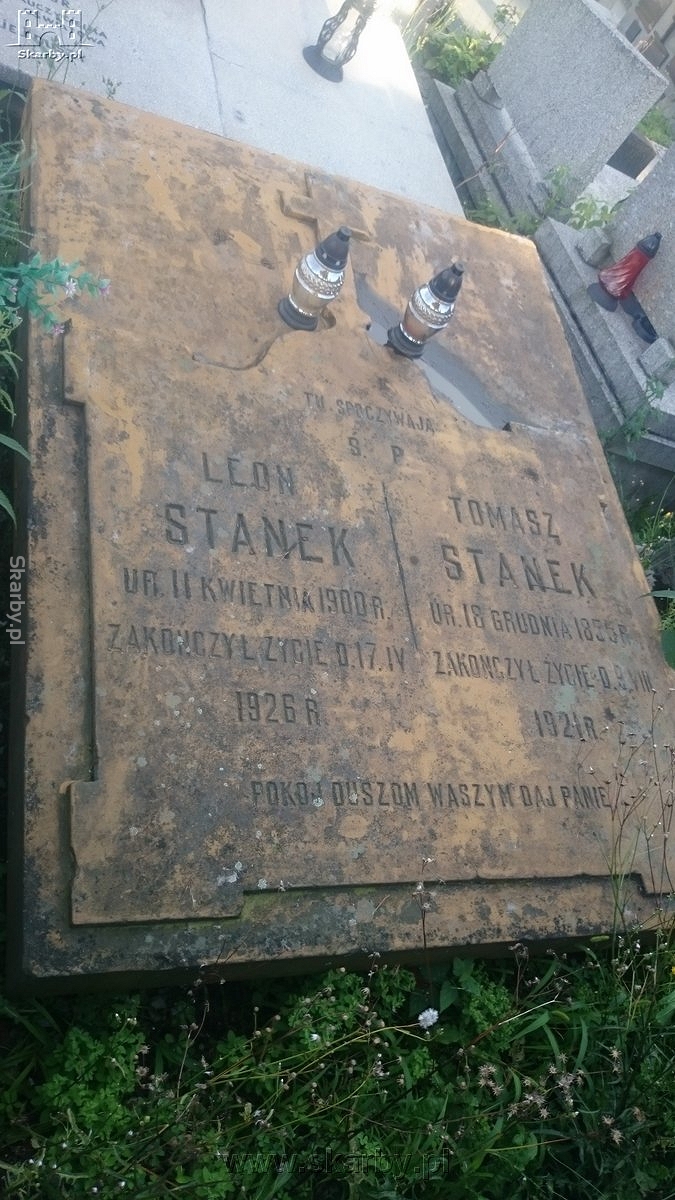 Skarby.pl
TU SPOCZYWAJĄ
Ś. P.
LEON
STANEK
UR. 11 KWIETNIA 1900 R.
ZAKOŃCZYŁ ŻYCIE D. 17. IV
1926 R.
TOMASZ
STANEK
UR. 18 GRUDNIA R.
ZAKOŃCZYŁ ŻYCIE D. VIII
1921 R.
POKÓJ DUSZOM WASZYM DAJ PANIE
Skarby.pl
www.skarby.pl